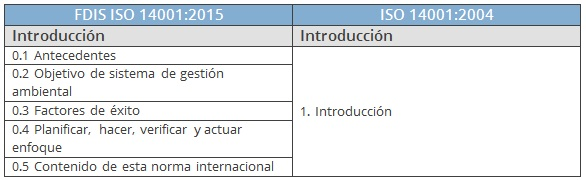 FDIS ISO 14001:2015
ISO 14001:2004
Introducción
Introducción
0.1 Antecedentes
0.2 Objetivo de sistema de gestión
ambiental
0.3 Factores de éxito
0.4 Planificar, hacer, verificar y actuar
enfoque
0.5 Contenido de esta norma internacional
1. Introducción